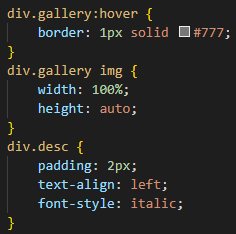 div.gallery:hover {
border: 1px solid #777;
}
div.gallery img {
width: 100%;
height: auto;
}
div.desc {
padding: 2px;
text-align: left;
font-style: italic;
}